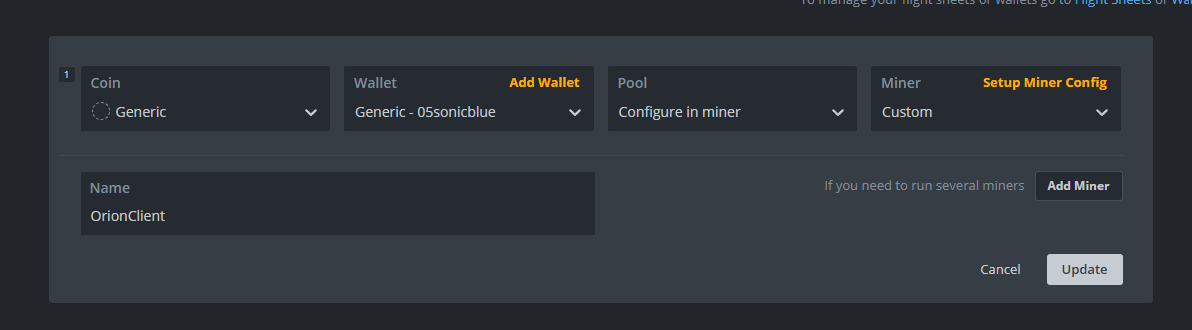 To manage your flight sheets or wallets go to Flight Sheets or
1
Coin
Generic
Wallet Add Wallet
Generic - 05sonicblue
Pool
Configure in miner
Miner Setup Miner Config
Custom
Name
OrionClient
If you need to run several miners Add Miner
Cancel Update